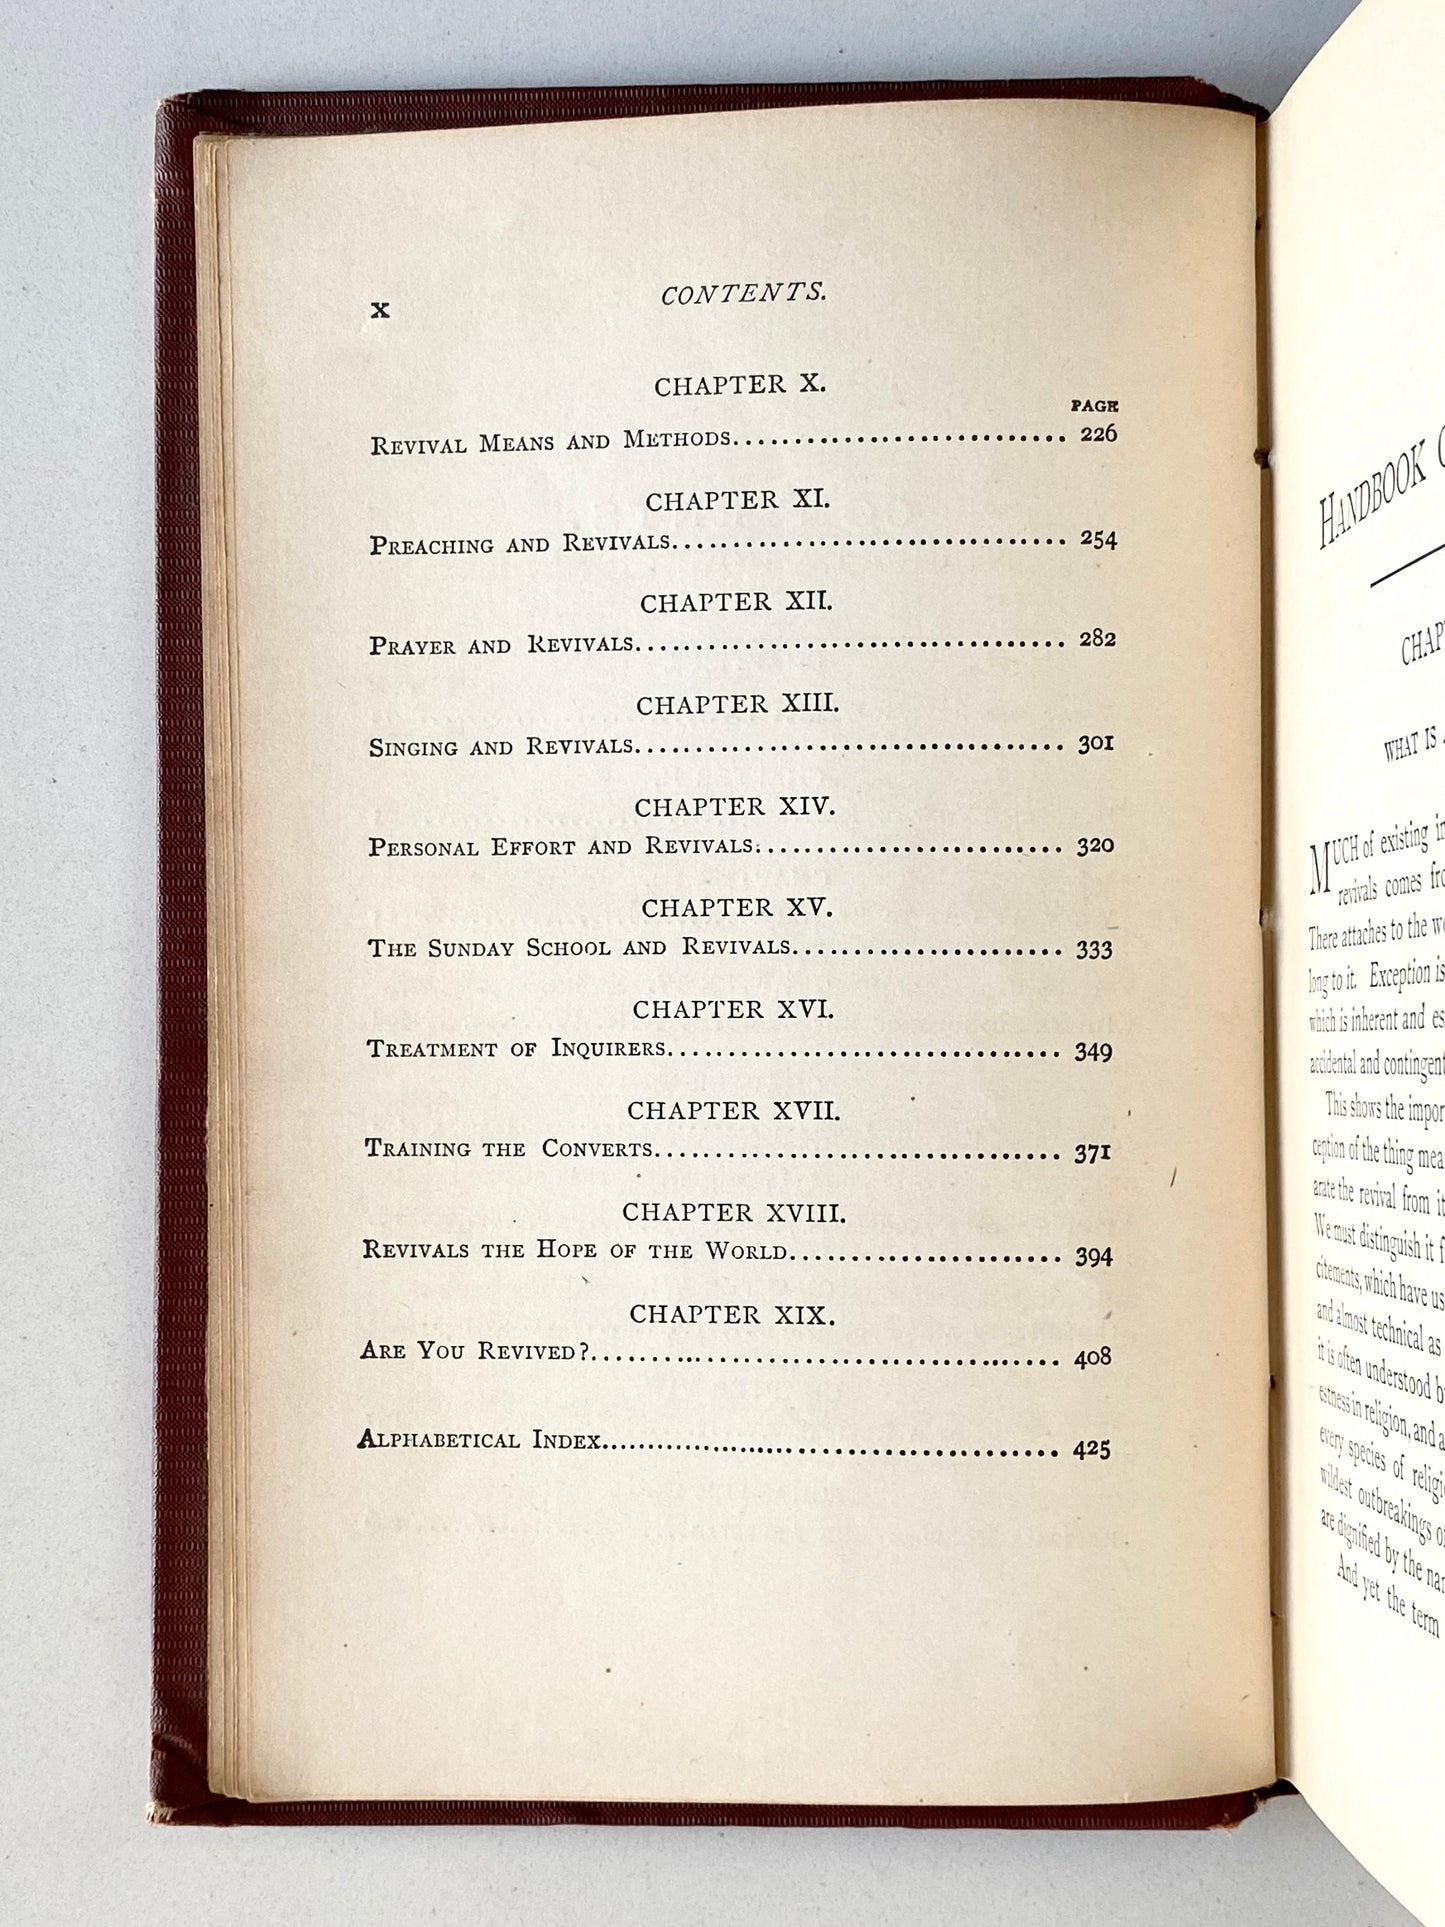 x
CONTENTS.
CHAPTER X.
PAGE
REVIVAL MEANS AND METHODS........................... 226
CHAPTER XI.
PREACHING AND REVIVALS................................ 254
CHAPTER XII.
PRAYER AND REVIVALS................................... 282
CHAPTER XIII.
SINGING AND REVIVALS................................... 301
CHAPTER XIV.
PERSONAL EFFORT AND REVIVALS......................... 320
CHAPTER XV.
THE SUNDAY SCHOOL AND REVIVALS...................... 333
CHAPTER XVI.
TREATMENT OF INQUIRERS................................ 349
CHAPTER XVII.
TRAINING THE CONVERTS................................. 371
CHAPTER XVIII.
REVIVALS THE HOPE OF THE WORLD...................... 394
CHAPTER XIX.
ARE YOU REVIVED?...................................... 408
ALPHABETICAL INDEX..................................... 425
HANDBOOK
CHAP
WHAT IS
MUCH of existing
revivals comes
There attaches to the
long to it. Exception is
which is inherent and
accidental and contingent
This shows the
ception of the thing
arate the revival from
We must distinguish it
citements, which have
and almost technical as
it is often understood
estness in religion, and
every species of
wildest outbreakings
are dignified by the
And yet the term